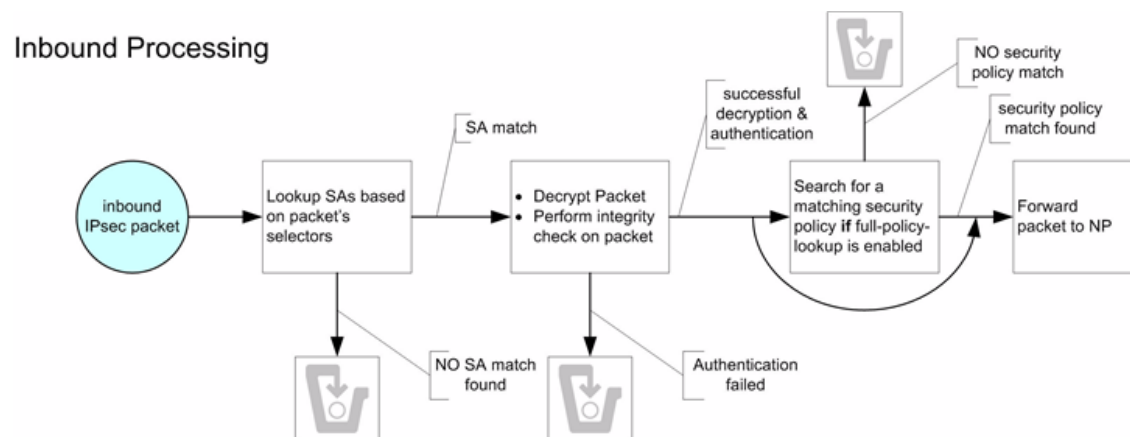 Inbound Processing
NO security
policy match
successful
decryption &
authentication
security policy
match found
SA match
inbound
IPsec packet
Lookup SAs based
on packet's
selectors
• Decrypt Packet
• Perform integrity
check on packet
Search for a
matching security
policy if full-policy-
lookup is enabled
Forward
packet to NP
NO SA match
found
Authentication
failed